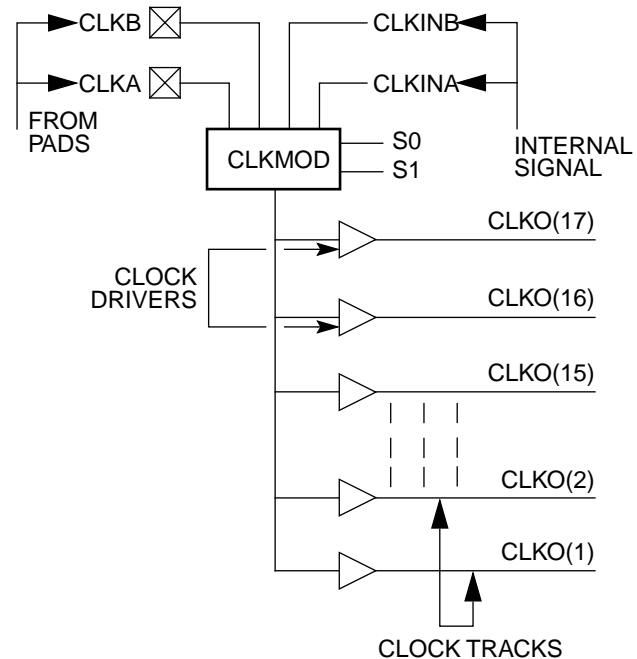 CLKB
CLKINB
CLKA
CLKINA
FROM
PADS
CLKMOD
S0
S1
INTERNAL
SIGNAL
CLKO(17)
CLOCK
DRIVERS
CLKO(16)
CLKO(15)
CLKO(2)
CLKO(1)
CLOCK TRACKS